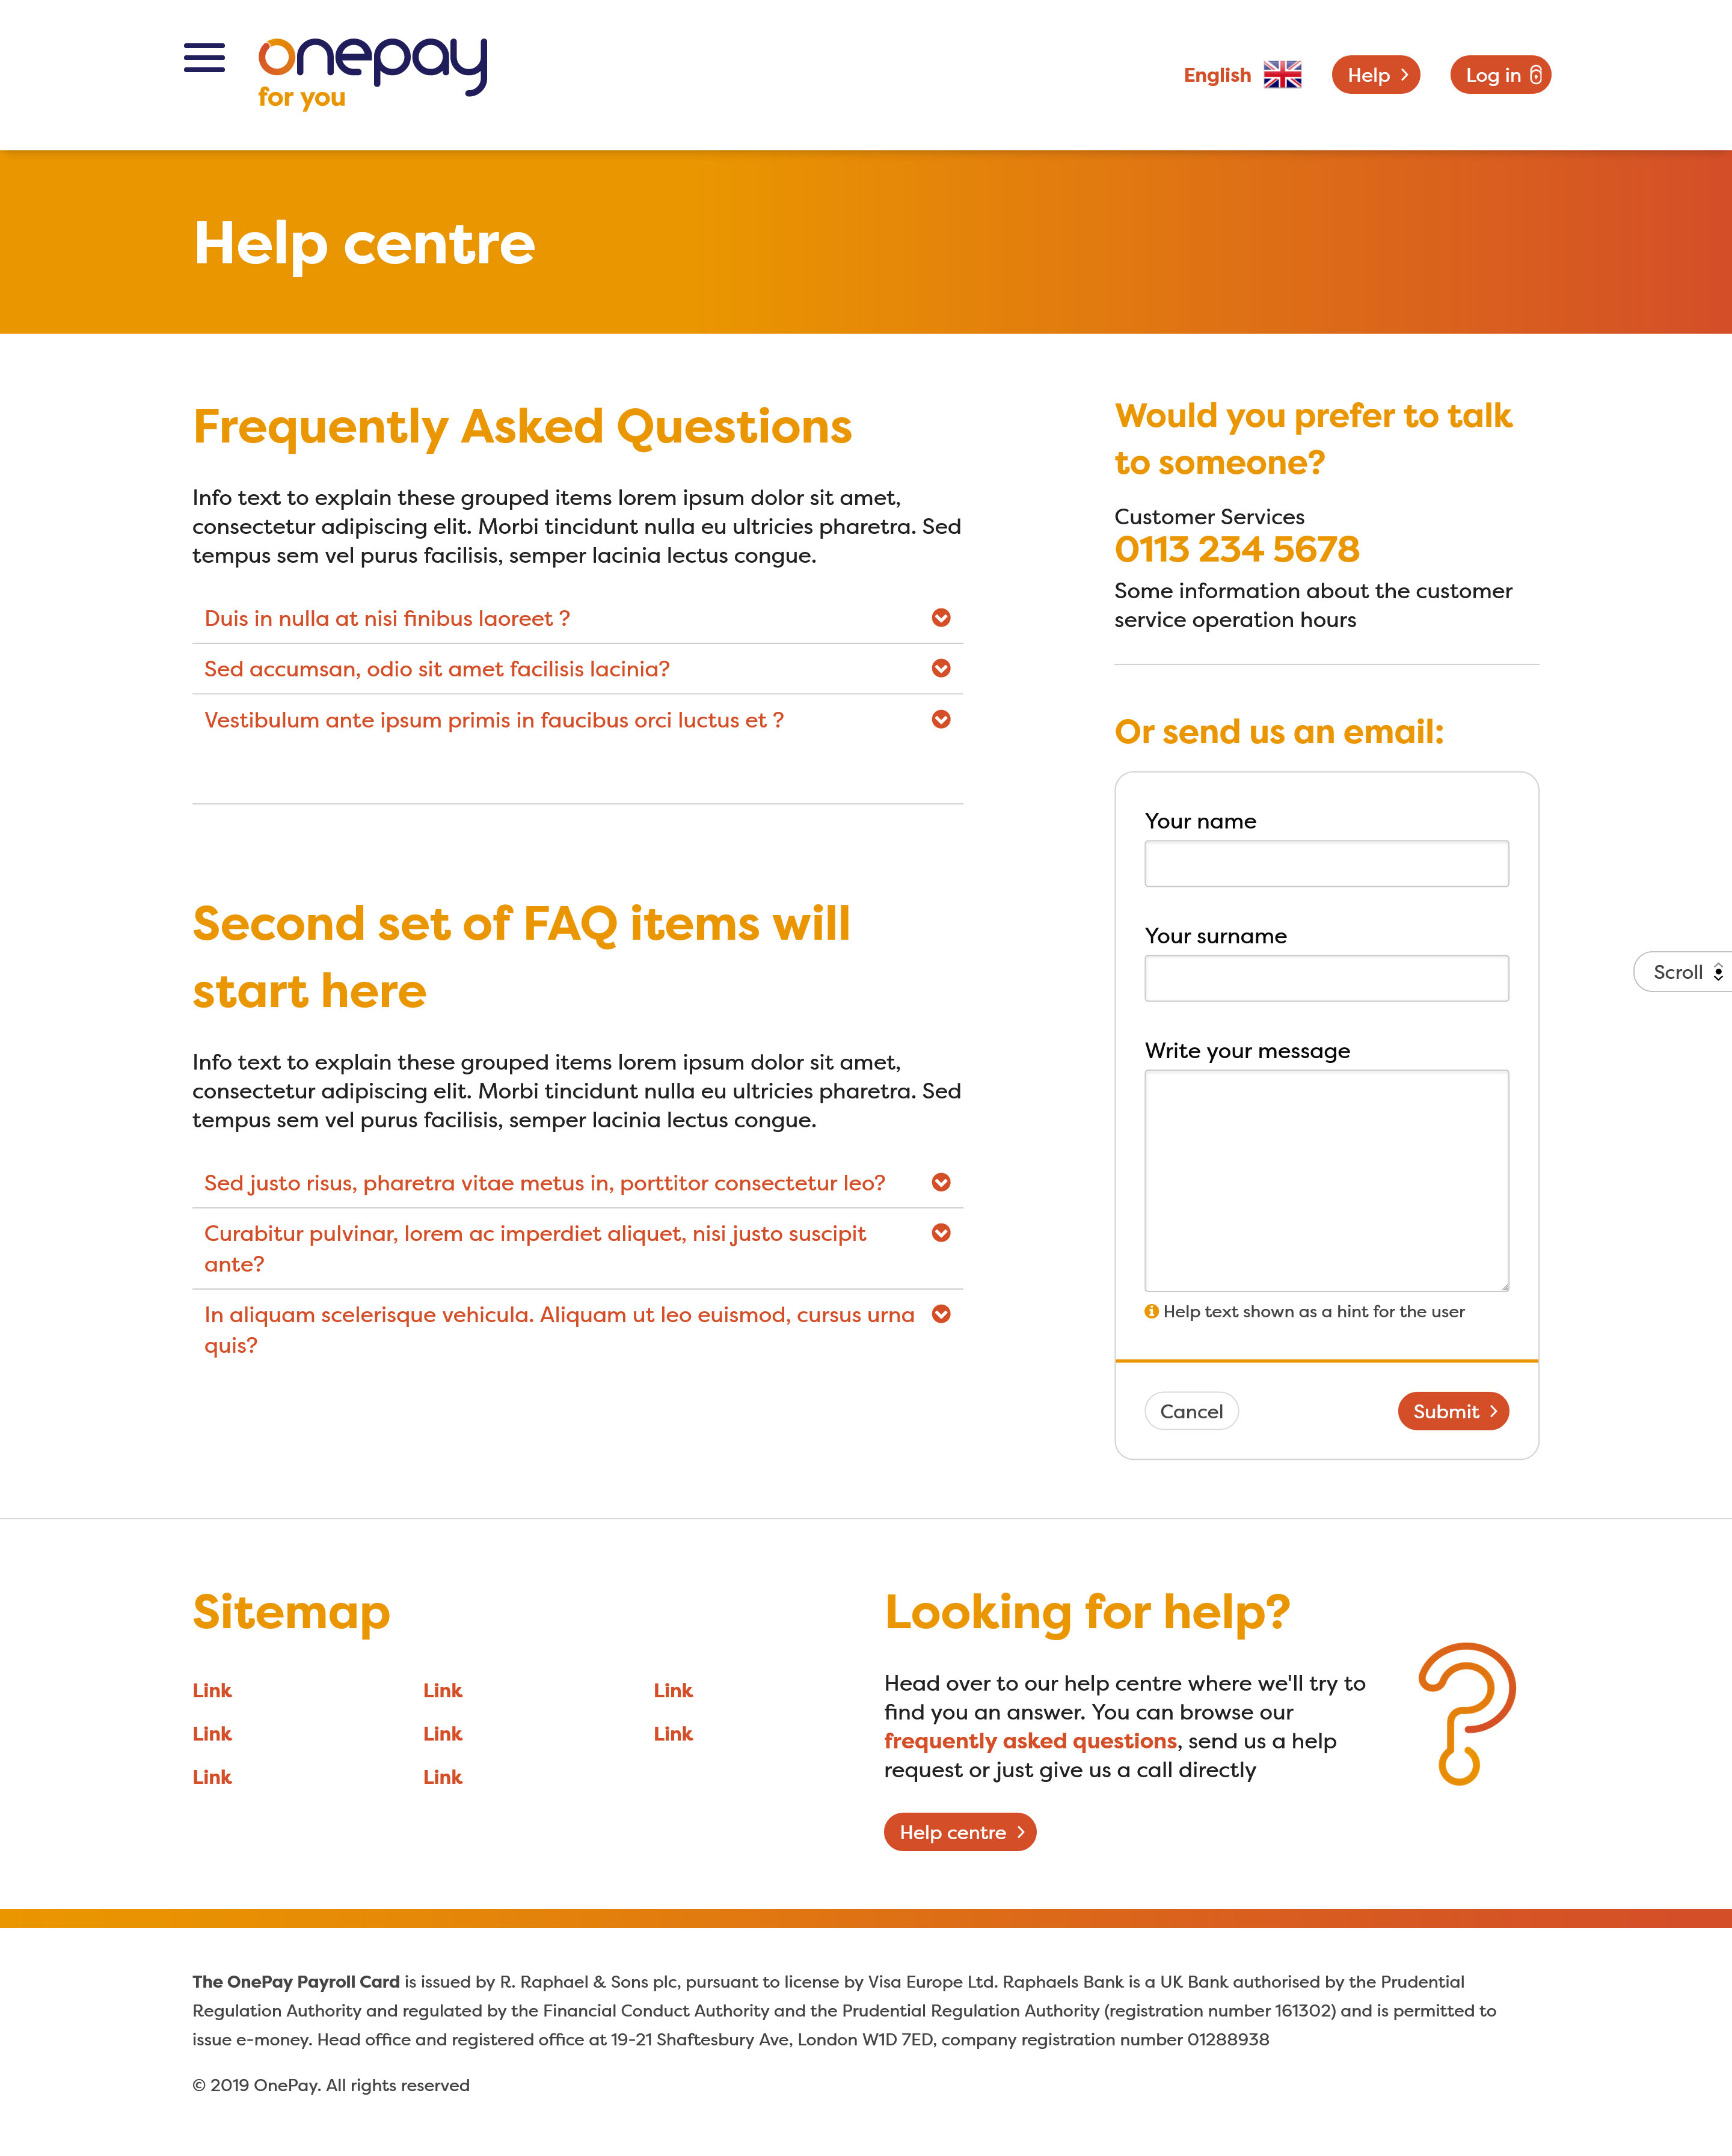 onepay
for you
English
Help
Log in
Help centre
Frequently Asked Questions
Info text to explain these grouped items lorem ipsum dolor sit amet,
consectetur adipiscing elit. Morbi tincidunt nulla eu ultricies pharetra. Sed
tempus sem vel purus facilisis, semper lacinia lectus congue.
Duis in nulla at nisi finibus laoreet ?
Sed accumsan, odio sit amet facilisis lacinia?
Vestibulum ante ipsum primis in faucibus orci luctus et ?
Second set of FAQ items will
start here
Info text to explain these grouped items lorem ipsum dolor sit amet,
consectetur adipiscing elit. Morbi tincidunt nulla eu ultricies pharetra. Sed
tempus sem vel purus facilisis, semper lacinia lectus congue.
Sed justo risus, pharetra vitae metus in, porttitor consectetur leo?
Curabitur pulvinar, lorem ac imperdiet aliquet, nisi justo suscipit
ante?
In aliquam scelerisque vehicula. Aliquam ut leo euismod, cursus urna
quis?
Would you prefer to talk
to someone?
Customer Services
0113 234 5678
Some information about the customer
service operation hours
Or send us an email:
Your name
Your surname
Write your message
Help text shown as a hint for the user
Cancel
Submit
Scroll
Sitemap
Link
Link
Link
Link
Link
Link
Link
Link
Looking for help?
Head over to our help centre where we'll try to
find you an answer. You can browse our
frequently asked questions, send us a help
request or just give us a call directly
Help centre
The OnePay Payroll Card is issued by R. Raphael & Sons plc, pursuant to license by Visa Europe Ltd. Raphaels Bank is a UK Bank authorised by the Prudential
Regulation Authority and regulated by the Financial Conduct Authority and the Prudential Regulation Authority (registration number 161302) and is permitted to
issue e-money. Head office and registered office at 19-21 Shaftesbury Ave, London W1D 7ED, company registration number 01288938
© 2019 OnePay. All rights reserved